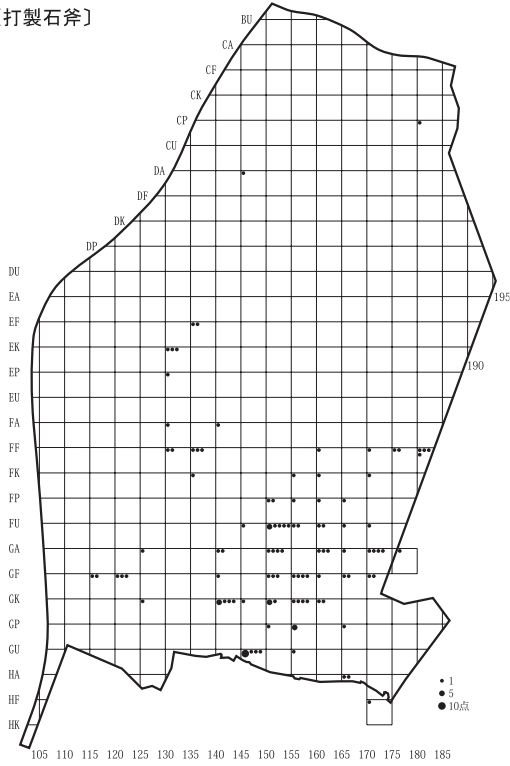 打製石斧〕
BU
CA
CF
CK
CP
CU
DA
DF
DK
DP
DU
EA
195
EF
EK
190
EP
EU
FA
FF
FK
FP
FU
GA
GF
GK
GP
GU
HA
1
5
HF
10点
HK
105 110 115 120 125 130 135 140 145 150 155 160 165 170 175 180 185